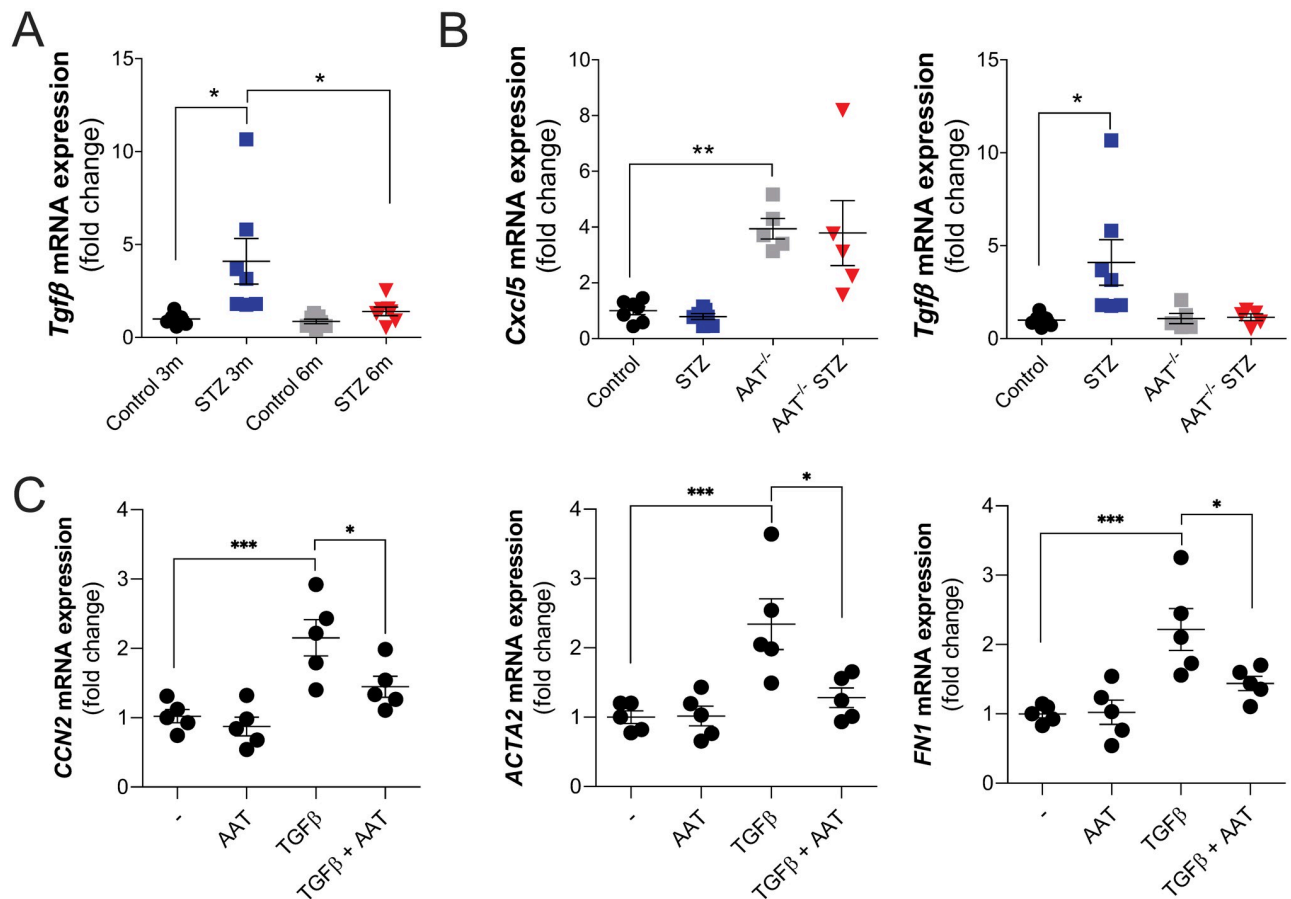 A
Tgfβ mRNA expression
(fold change)
15
10
5
0
*
*
Control 3m
STZ 3m
Control 6m
STZ 6m
B
Cxcl5 mRNA expression
(fold change)
10
8
6
4
2
0
**
Control
STZ
AAT-/-
AAT-/- STZ
Tgfβ mRNA expression
(fold change)
15
10
5
0
*
Control
STZ
AAT-/-
AAT-/- STZ
C
CCN2 mRNA expression
(fold change)
4
3
2
1
0
***
*
-
AAT
TGFβ
TGFβ + AAT
ACTA2 mRNA expression
(fold change)
4
3
2
1
0
***
*
-
AAT
TGFβ
TGFβ + AAT
FN1 mRNA expression
(fold change)
4
3
2
1
0
***
*
-
AAT
TGFβ
TGFβ + AAT